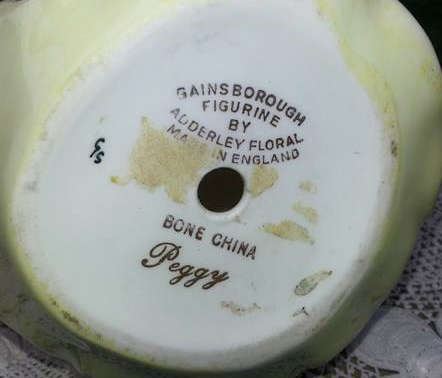 GAINSBOROUGH
FIGURINE
BY
ADDERLEY FLORAL
MADE IN ENGLAND
BONE CHINA
Peggy